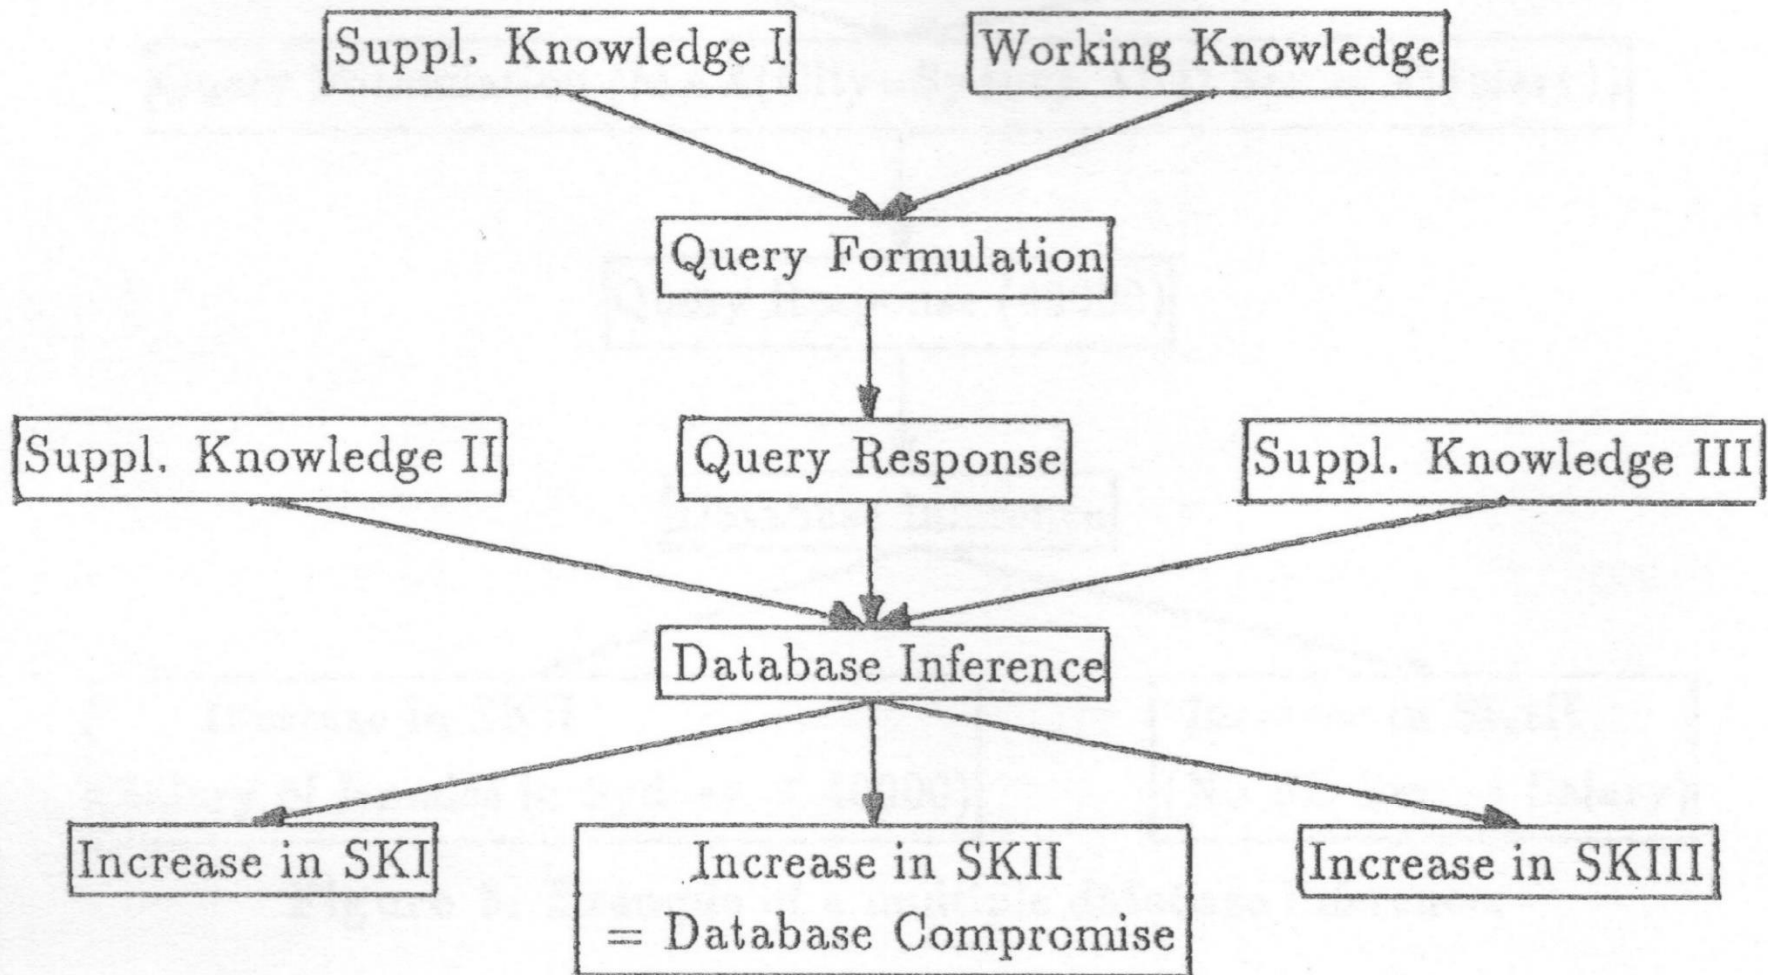 Suppl. Knowledge I
Working Knowledge
Query Formulation
Suppl. Knowledge II
Query Response
Suppl. Knowledge III
Database Inference
Increase in SKI
Increase in SKII
= Database Compromise
Increase in SKIII